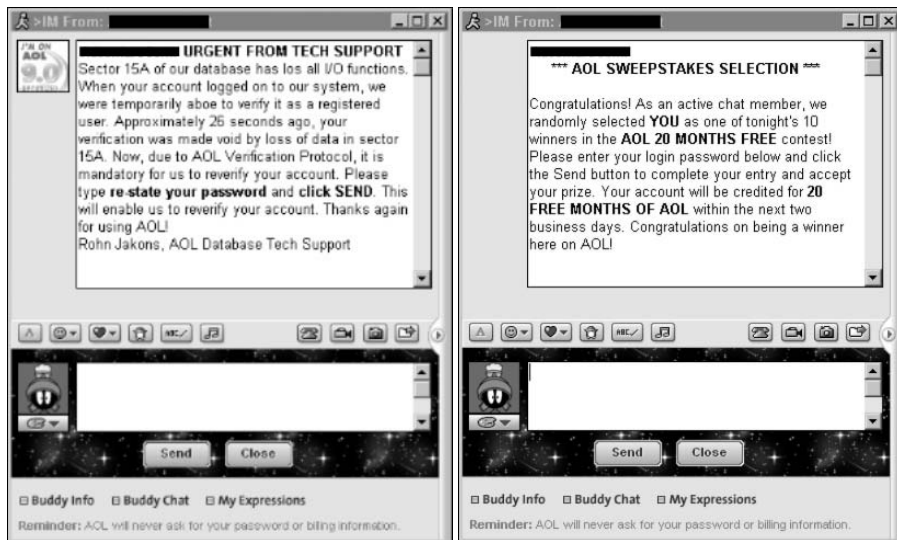 >IM From:
I'M ON
AOL
9.0
URGENT FROM TECH SUPPORT
Sector 15A of our database has los all I/O functions.
When your account logged on to our system, we
were temporarily aboe to verify it as a registered
user. Approximately 26 seconds ago, your
verification was made void by loss of data in sector
15A. Now, due to AOL Verification Protocol, it is
mandatory for us to reverify your account. Please
type re-state your password and click SEND. This
will enable us to reverify your account. Thanks again
for using AOL!
Rohn Jakons, AOL Database Tech Support
ABC
Send Close
Buddy Info Buddy Chat My Expressions
Reminder: AOL will never ask for your password or billing information.
>IM From:
*** AOL SWEEPSTAKES SELECTION ***
Congratulations! As an active chat member, we
randomly selected YOU as one of tonight's 10
winners in the AOL 20 MONTHS FREE contest!
Please enter your login password below and click
the Send button to complete your entry and accept
your prize. Your account will be credited for 20
FREE MONTHS OF AOL within the next two
business days. Congratulations on being a winner
here on AOL!
ABC
Send Close
Buddy Info Buddy Chat My Expressions
Reminder: AOL will never ask for your password or billing information.